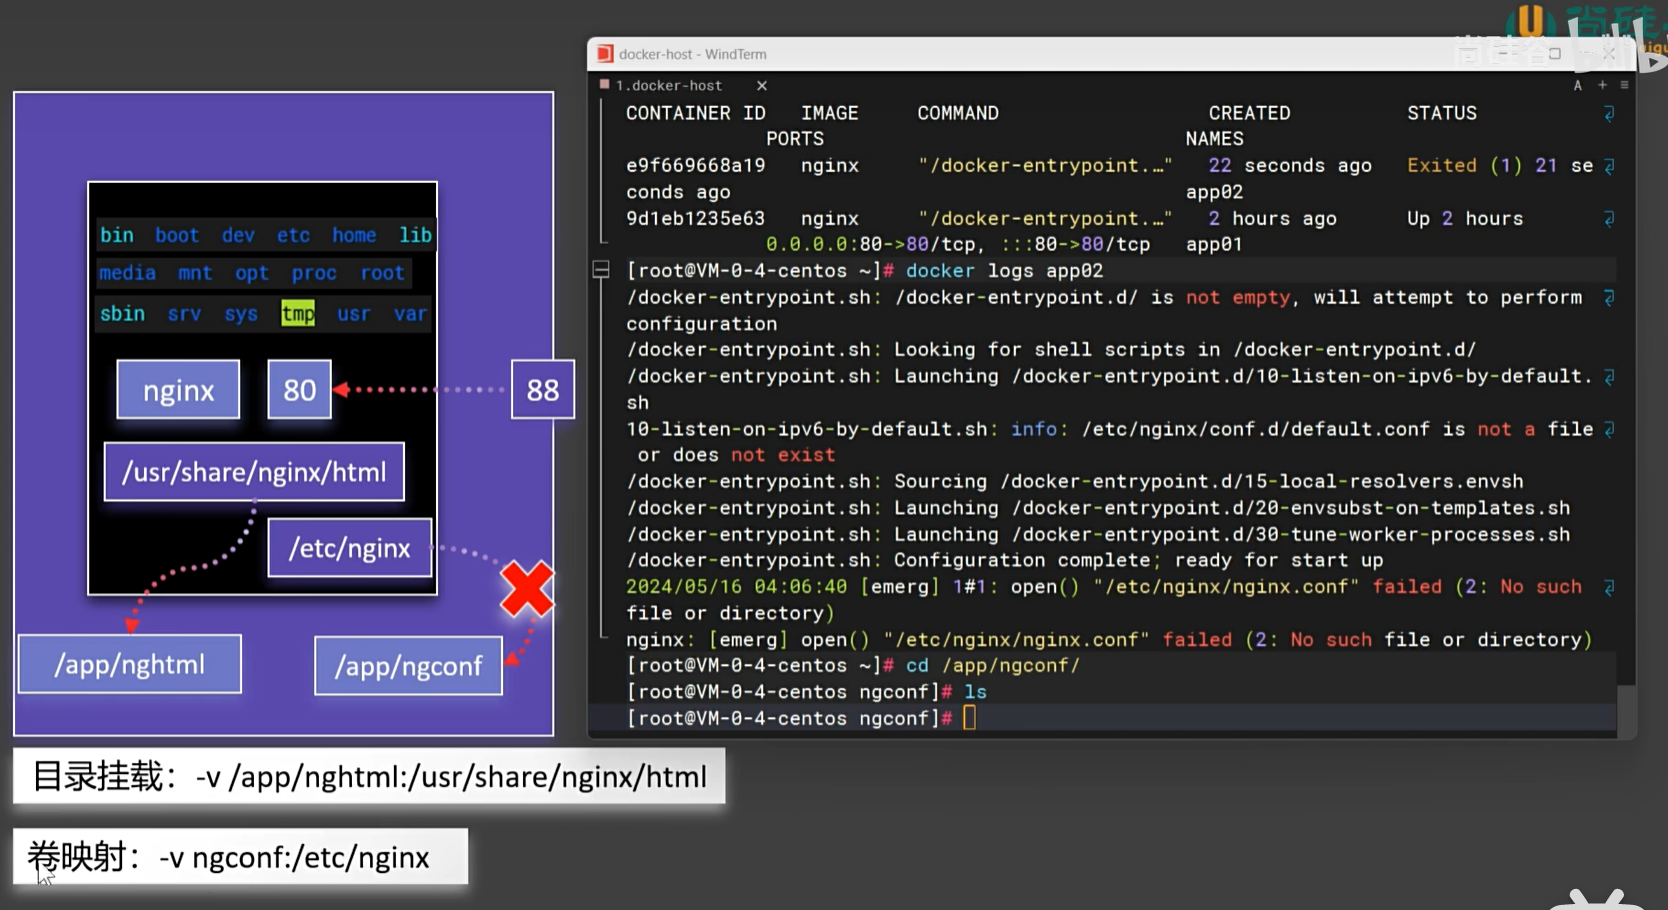 docker-host - WindTerm
1.docker-host
A
CONTAINER ID IMAGE COMMAND CREATED STATUS
PORTS NAMES
e9f669668a19 nginx "/docker-entrypoint.…" 22 seconds ago Exited (1) 21 se
conds ago app02
9d1eb1235e63 nginx "/docker-entrypoint.…" 2 hours ago Up 2 hours
0.0.0.0:80->80/tcp, :::80->80/tcp app01
[root@VM-0-4-centos ~]# docker logs app02
/docker-entrypoint.sh: /docker-entrypoint.d/ is not empty, will attempt to perform
configuration
/docker-entrypoint.sh: Looking for shell scripts in /docker-entrypoint.d/
/docker-entrypoint.sh: Launching /docker-entrypoint.d/10-listen-on-ipv6-by-default.
sh
10-listen-on-ipv6-by-default.sh: info: /etc/nginx/conf.d/default.conf is not a file
or does not exist
/docker-entrypoint.sh: Sourcing /docker-entrypoint.d/15-local-resolvers.envsh
/docker-entrypoint.sh: Launching /docker-entrypoint.d/20-envsubst-on-templates.sh
/docker-entrypoint.sh: Launching /docker-entrypoint.d/30-tune-worker-processes.sh
/docker-entrypoint.sh: Configuration complete; ready for start up
2024/05/16 04:06:40 [emerg] 1#1: open() "/etc/nginx/nginx.conf" failed (2: No such
file or directory)
nginx: [emerg] open() "/etc/nginx/nginx.conf" failed (2: No such file or directory)
[root@VM-0-4-centos ~]# cd /app/ngconf/
[root@VM-0-4-centos ngconf]# ls
[root@VM-0-4-centos ngconf]#
bin boot dev etc home lib
media mnt opt proc root
sbin srv sys tmp usr var
nginx
80
88
/usr/share/nginx/html
/etc/nginx
/app/nghtml
/app/ngconf
目录挂载：-v /app/nghtml:/usr/share/nginx/html
卷映射：-v ngconf:/etc/nginx